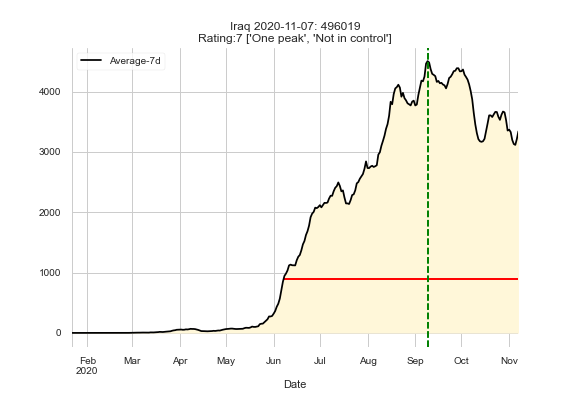 Iraq 2020-11-07: 496019
Rating:7 ['One peak', 'Not in control']
Average-7d
4000
3000
2000
1000
0
Feb Mar Apr May Jun Jul Aug Sep Oct Nov
2020
Date